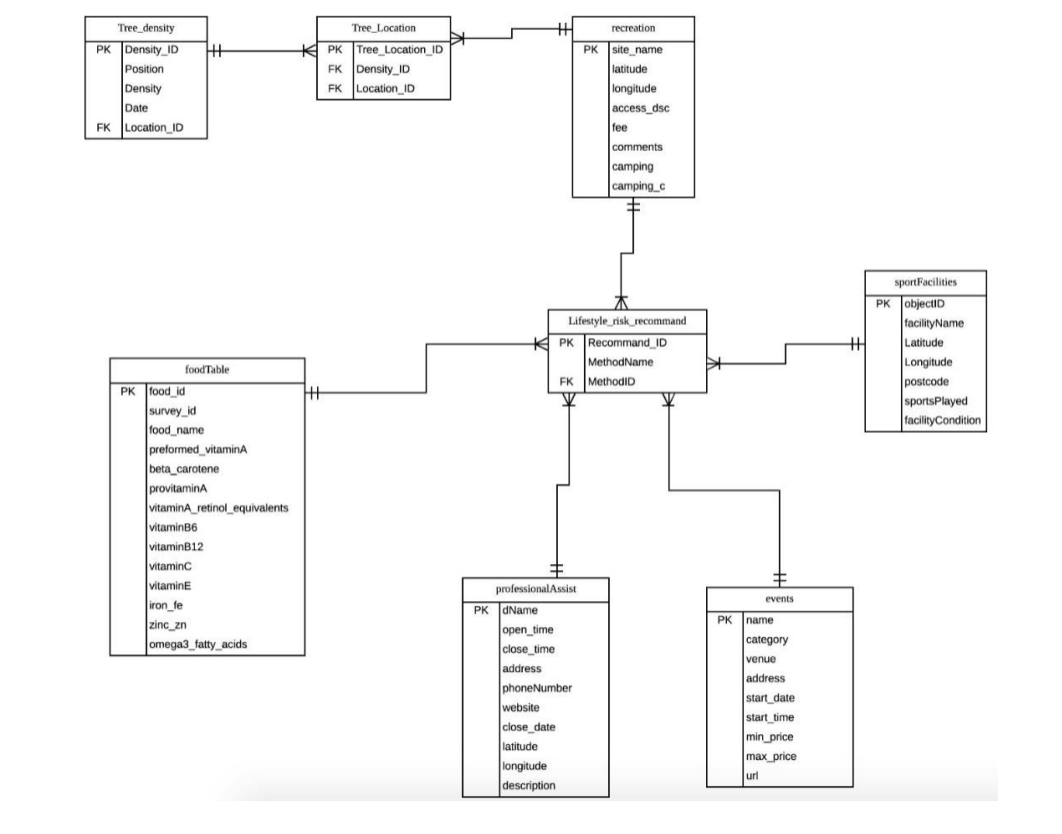 Tree_density
PK Density_ID
Position
Density
Date
FK Location_ID
Tree_Location
PK Tree_Location_ID
FK Density_ID
FK Location_ID
recreation
PK site_name
latitude
longitude
access_dsc
fee
comments
camping
camping_c
sportFacilities
PK objectID
facilityName
Latitude
Longitude
postcode
sportsPlayed
facilityCondition
Lifestyle_risk_recommand
PK Recommand_ID
MethodName
FK MethodID
foodTable
PK food_id
survey_id
food_name
preformed_vitaminA
beta_carotene
provitaminA
vitaminA_retinol_equivalents
vitaminB6
vitaminB12
vitaminC
vitaminE
iron_fe
zinc_zn
omega3_fatty_acids
professionalAssist
PK dName
open_time
close_time
address
phoneNumber
website
close_date
latitude
longitude
description
events
PK name
category
venue
address
start_date
start_time
min_price
max_price
url